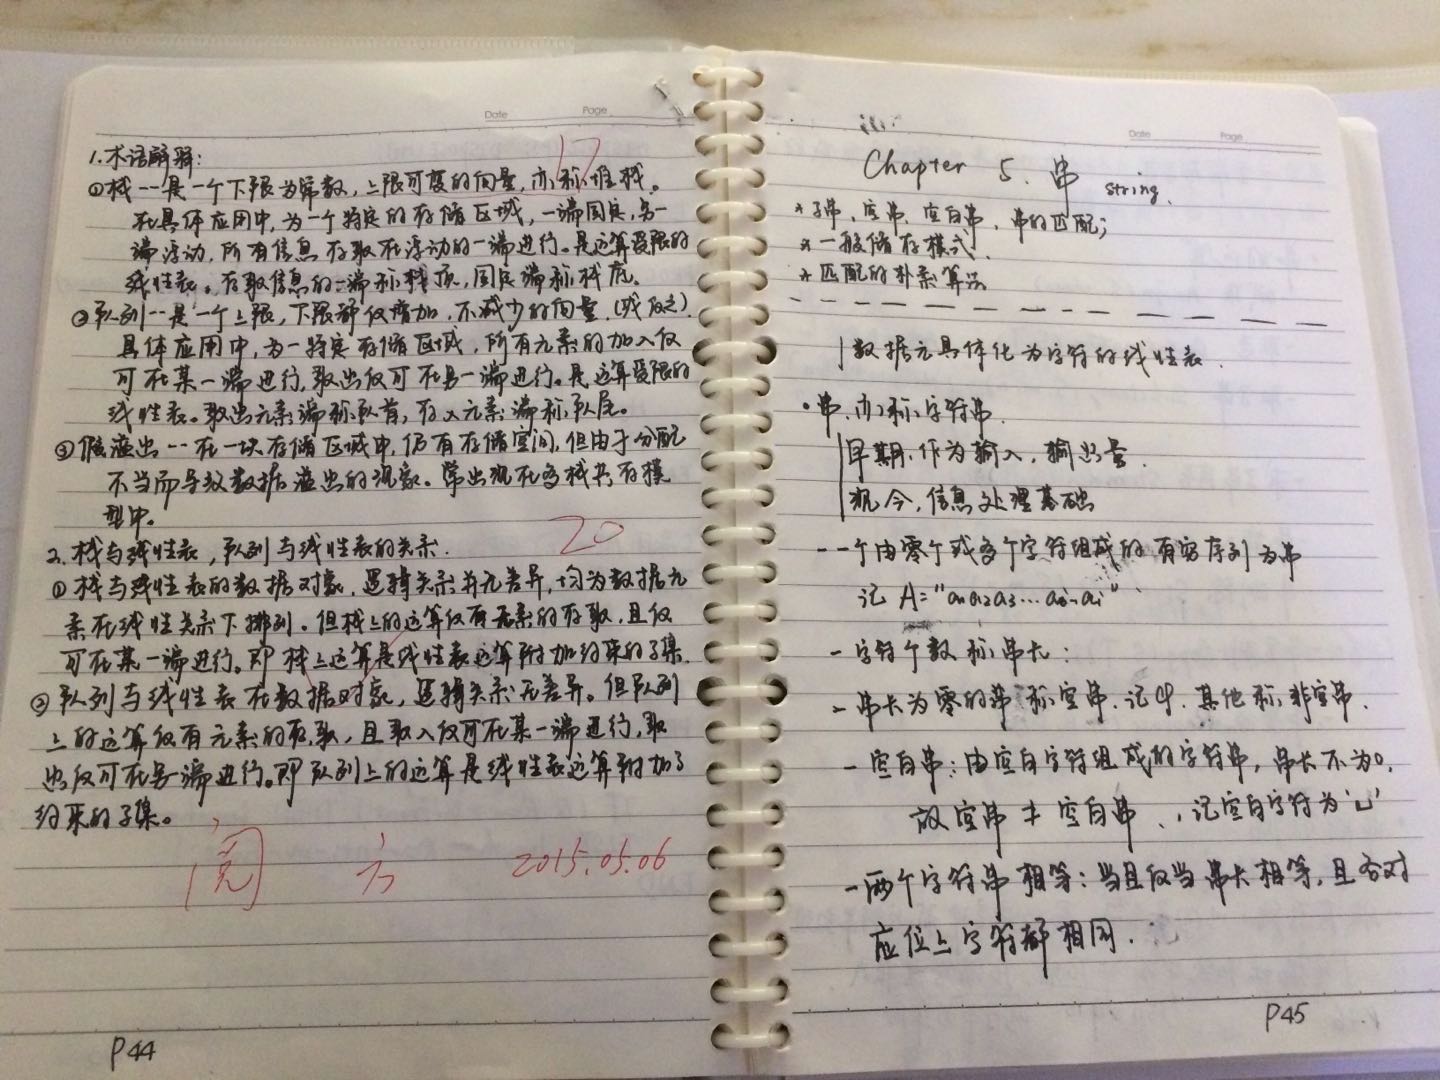 Date Page
17
1.术语解释:
①栈--是一个下限为常数,上限可变的向量,亦称堆栈。
在具体应用中,为一个特定的存储区域,一端固定,另一
端浮动,所有信息存取在浮动的一端进行。是运算受限的
线性表。存取信息的一端称栈顶,固定端称栈底。
②队列--是一个上限,下限都仅增加,不减少的向量.(或反之).
具体应用中,为一特定存储区域,所有元素的加入仅
可在某一端进行,取出仅可在另一端进行。是运算受限的
线性表。取出元素端称队首,存入元素端称队尾。
③假溢出--在一块存储区域中,仍有存储空间,但由于分配
不当而导致数据溢出的现象。常出现在多栈共存模
型中。
20
2.栈与线性表,队列与线性表的关系.
①栈与线性表的数据对象,逻辑关系并无差异,均为数据元
素在线性关系下排列。但栈上的运算仅有元素的存取,且仅
可在某一端进行。即栈上运算是线性表运算附加约束的子集.
②队列与线性表在数据对象,逻辑关系无差异。但队列
上的运算仅有元素的存取,且取入仅可在某一端进行,取
出仅可在另一端进行。即队列上的运算是线性表运算附加了
约束的子集。
阅 方 2015.05.06
P44
Date Page
Chapter 5. 串 string.
*子串,空串,空白串,串的匹配;
*一般储存模式.
*匹配的朴素算法
数据元具体化为字符的线性表.
·串,亦称字符串.
早期,作为输入,输出量.
现今,信息处理基础
-一个由零个或多个字符组成的有穷序列为串
记 A="a₁a₂a₃…aᵢ₋₁aᵢ"
-字符个数称串长:
-串长为零的串称空串.记φ.其他称非空串.
-空白串:由空白字符组成的字符串,串长不为0.
故空串≠空白串、,记空白字符为'⊔'
-两个字符串相等:当且仅当串长相等,且各对
应位上字符都相同.
P45